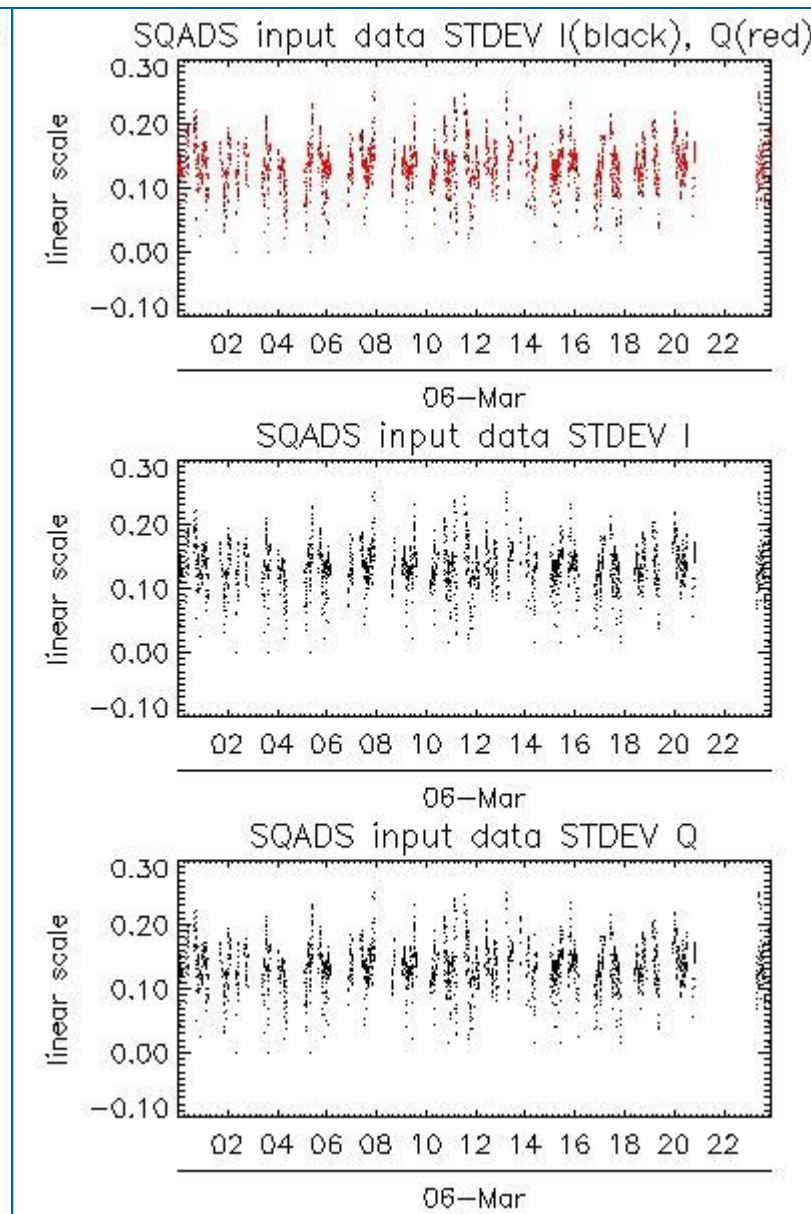 SQADS input data STDEV I(black), Q(red)
0.30
0.20
0.10
0.00
−0.10
linear scale
02 04 06 08 10 12 14 16 18 20 22
06−Mar
SQADS input data STDEV I
0.30
0.20
0.10
0.00
−0.10
linear scale
02 04 06 08 10 12 14 16 18 20 22
06−Mar
SQADS input data STDEV Q
0.30
0.20
0.10
0.00
−0.10
linear scale
02 04 06 08 10 12 14 16 18 20 22
06−Mar